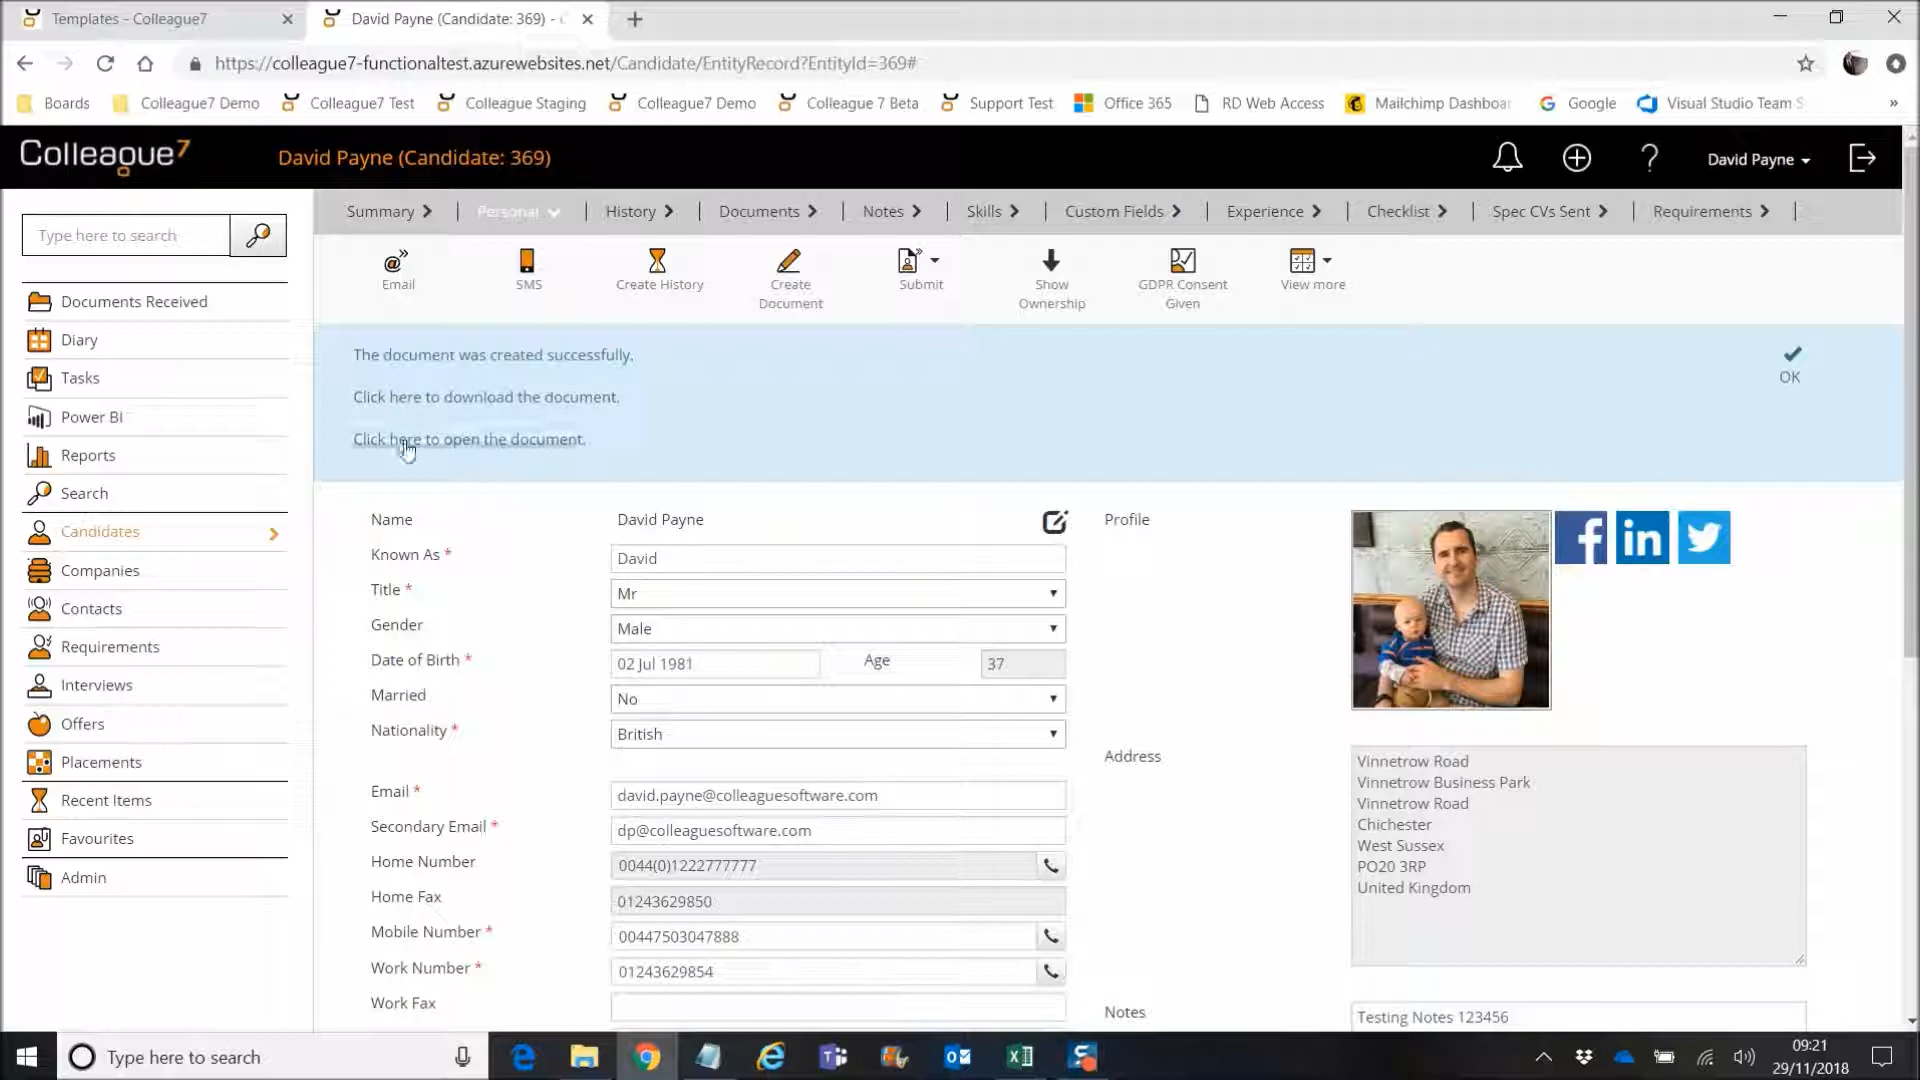 Templates - Colleague7
David Payne (Candidate: 369) -
https://colleague7-functionaltest.azurewebsites.net/Candidate/EntityRecord?EntityId=369#
Boards
Colleague7 Demo
Colleague7 Test
Colleague Staging
Colleague7 Demo
Colleague 7 Beta
Support Test
Office 365
RD Web Access
Mailchimp Dashboar
Google
Visual Studio Team S
»
Colleague7
David Payne (Candidate: 369)
David Payne
Summary
Personal
History
Documents
Notes
Skills
Custom Fields
Experience
Checklist
Spec CVs Sent
Requirements
Type here to search
Email
SMS
Create History
Create Document
Submit
Show Ownership
GDPR Consent Given
View more
Documents Received
Diary
Tasks
Power BI
Reports
Search
Candidates
Companies
Contacts
Requirements
Interviews
Offers
Placements
Recent Items
Favourites
Admin
The document was created successfully.
Click here to download the document.
Click here to open the document.
OK
Name David Payne
Known As * David
Title * Mr
Gender Male
Date of Birth * 02 Jul 1981 Age 37
Married No
Nationality * British
Email * david.payne@colleaguesoftware.com
Secondary Email * dp@colleaguesoftware.com
Home Number 0044(0)1222777777
Home Fax 01243629850
Mobile Number * 00447503047888
Work Number * 01243629854
Work Fax
Profile
f
in
Address
Vinnetrow Road
Vinnetrow Business Park
Vinnetrow Road
Chichester
West Sussex
PO20 3RP
United Kingdom
Notes
Testing Notes 123456
Type here to search
09:21
29/11/2018